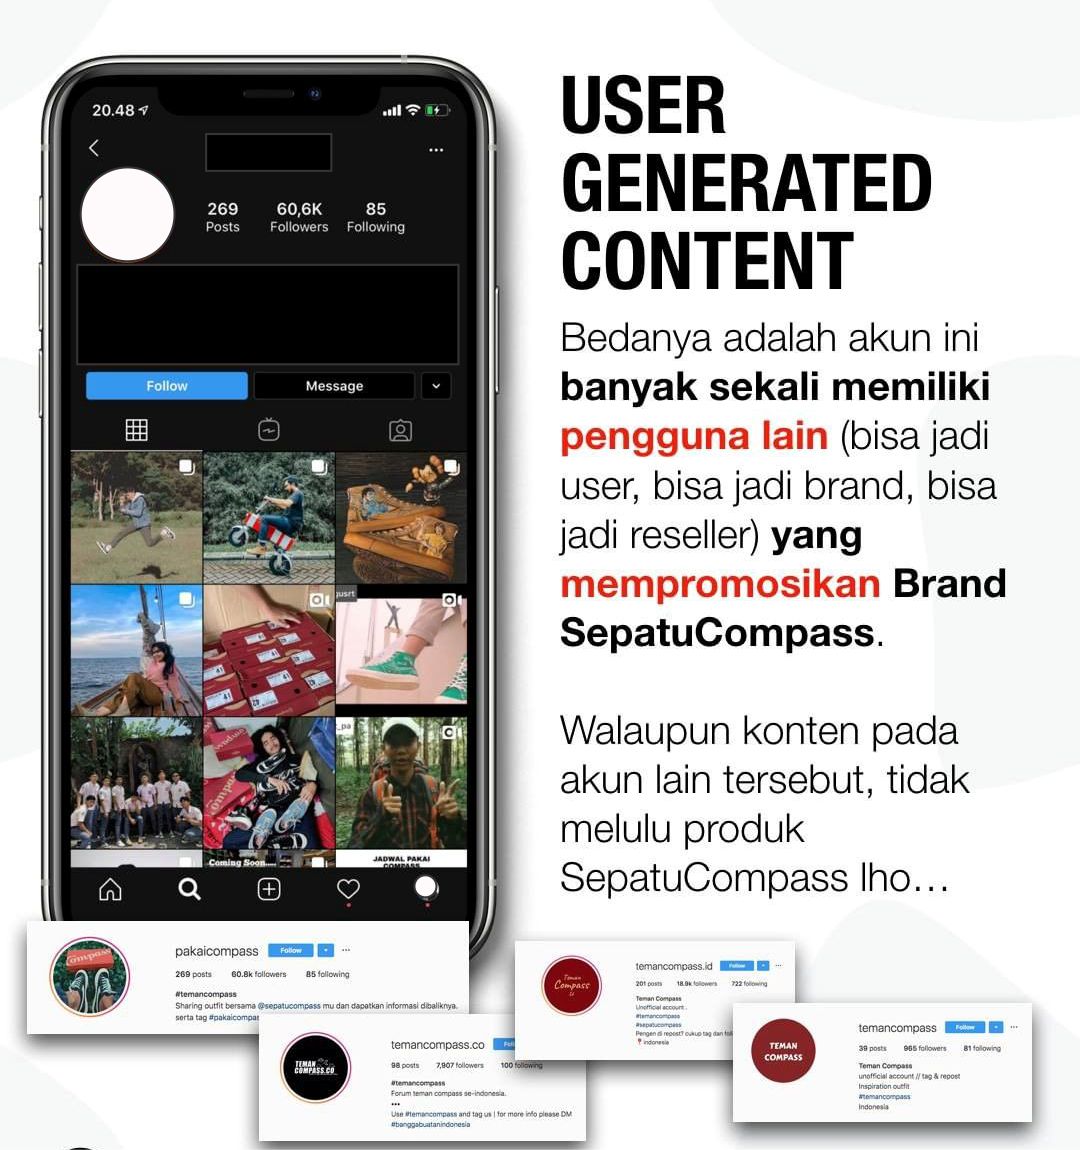 USER
GENERATED
CONTENT
Bedanya adalah akun ini
banyak sekali memiliki
pengguna lain (bisa jadi
user, bisa jadi brand, bisa
jadi reseller) yang
mempromosikan Brand
SepatuCompass.
Walaupun konten pada
akun lain tersebut, tidak
melulu produk
SepatuCompass lho...
20.48
269 60,6K 85
Posts Followers Following
Follow Message
gusrt
_pa
Coming Soon.....
JADWAL PAKAI
COMPASS
pakaicompass Follow
269 posts 60.8k followers 85 following
#temancompass
Sharing outfit bersama @sepatucompass mu dan dapatkan informasi dibaliknya.
serta tag #pakaicompas
TEMAN
COMPASS.CO
temancompass.co Fol
98 posts 7,907 followers 100 following
#temancompass
Forum teman compass se-indonesia.
•••
Use #temancompass and tag us | for more info please DM
#banggabuatanindonesia
Teman
Compass
Id
temancompass.id Follow
201 posts 18.9k followers 722 following
Teman Compass
Unofficial account .
#temancompass
#sepatucompass
Pengen di repost? cukup tag dan foll
indonesia
TEMAN
COMPASS
temancompass Follow
39 posts 965 followers 81 following
Teman Compass
unofficial account // tag & repost
Inspiration outfit
#temancompass
Indonesia